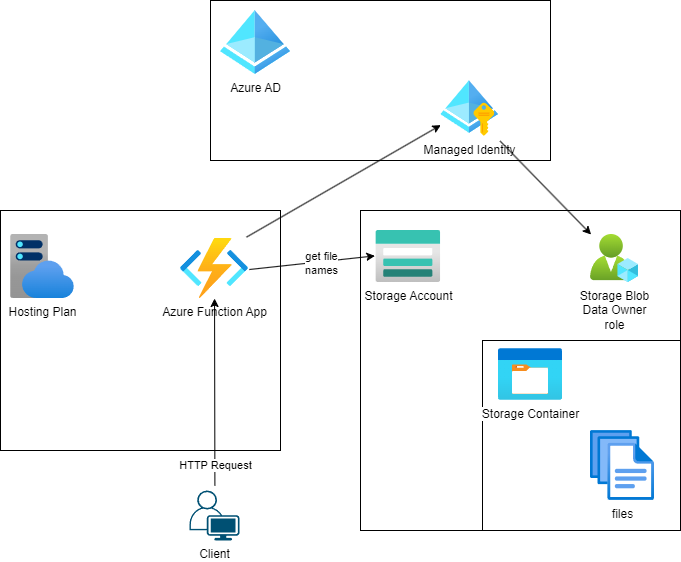 Azure AD
Managed Identity
get file
names
Hosting Plan
Azure Function App
Storage Account
Storage Blob
Data Owner
role
Storage Container
files
HTTP Request
Client